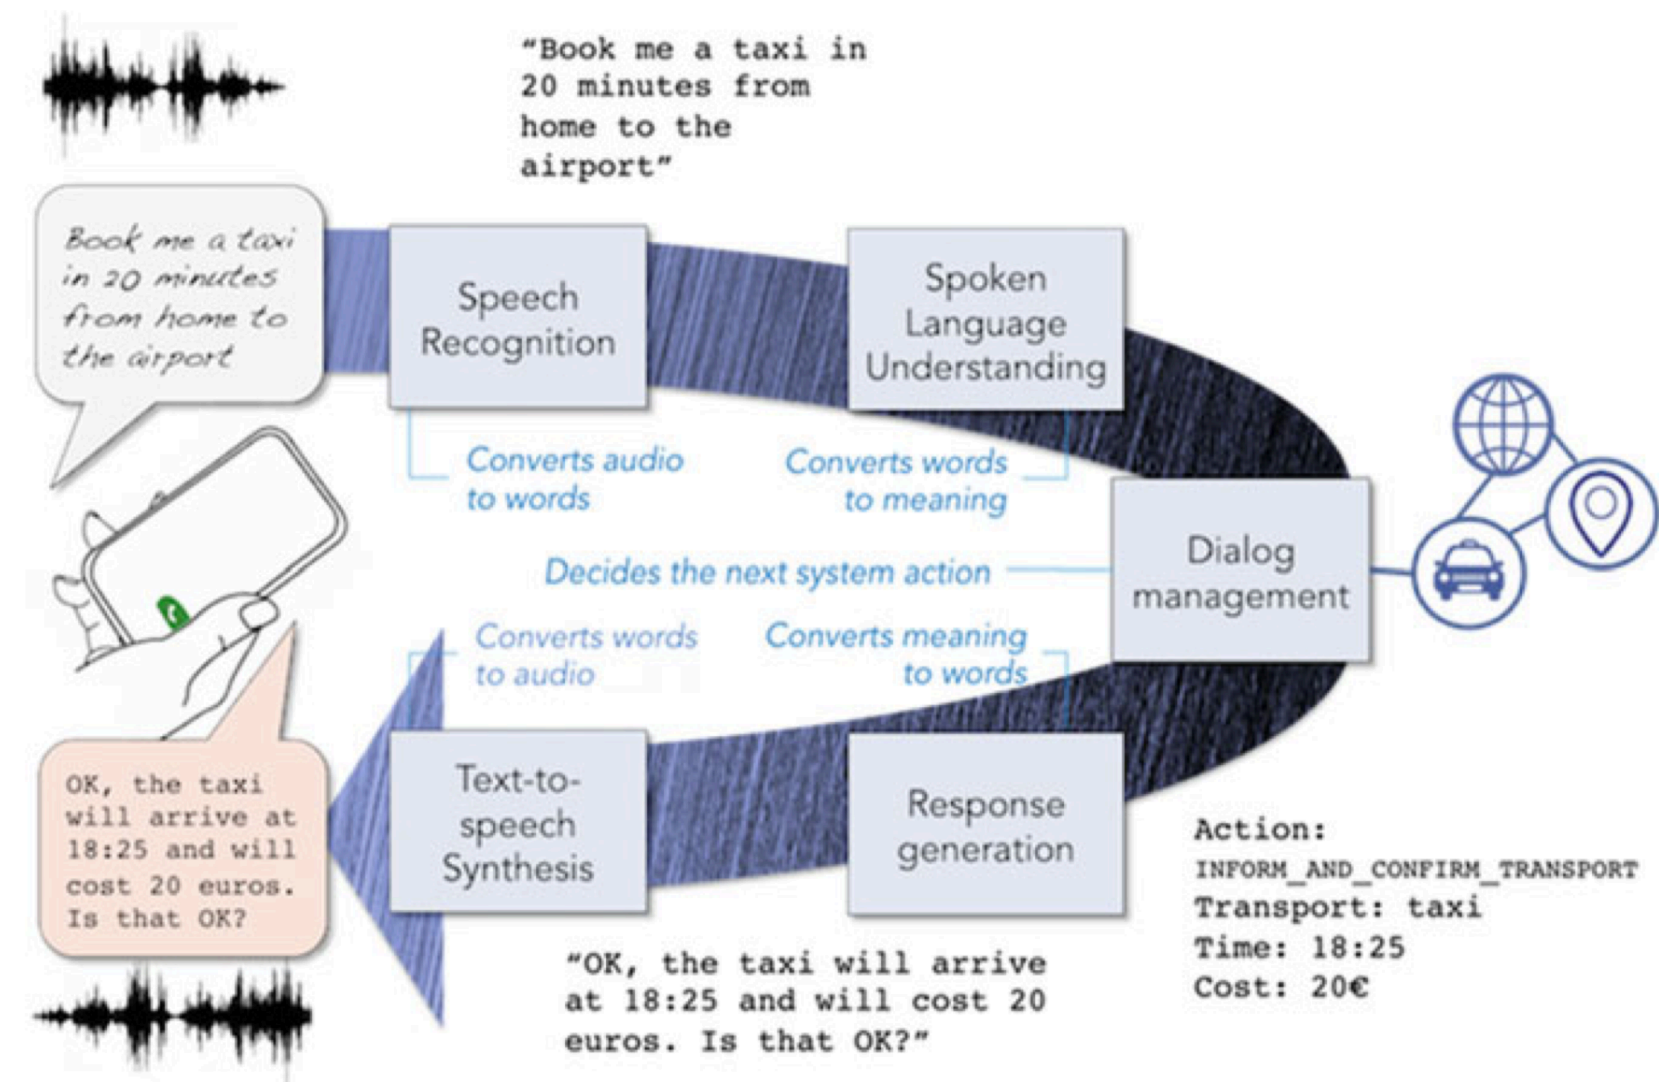 “Book me a taxi in
20 minutes from
home to the
airport”
Book me a taxi
in 20 minutes
from home to
the airport
Speech
Recognition
Spoken
Language
Understanding
Converts audio
to words
Converts words
to meaning
Decides the next system action
Dialog
management
Converts words
to audio
Converts meaning
to words
Text-to-
speech
Synthesis
Response
generation
OK, the taxi
will arrive at
18:25 and will
cost 20 euros.
Is that OK?
Action:
INFORM_AND_CONFIRM_TRANSPORT
Transport: taxi
Time: 18:25
Cost: 20€
“OK, the taxi will arrive
at 18:25 and will cost 20
euros. Is that OK?”